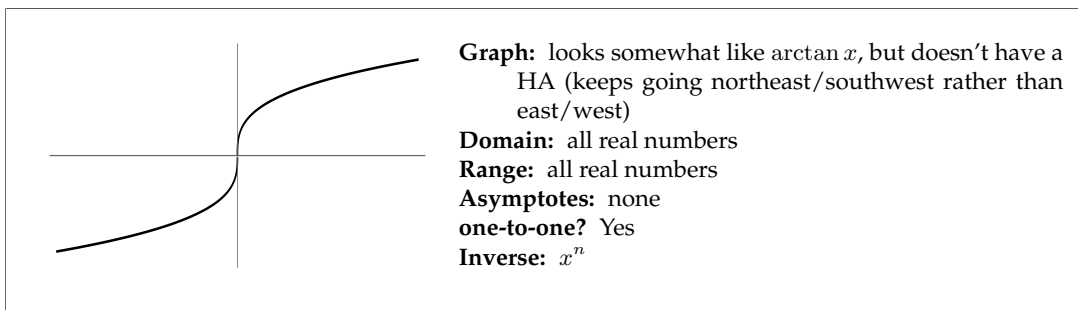 Graph: looks somewhat like arctan x, but doesn't have a
HA (keeps going northeast/southwest rather than
east/west)
Domain: all real numbers
Range: all real numbers
Asymptotes: none
one-to-one? Yes
Inverse: xⁿ